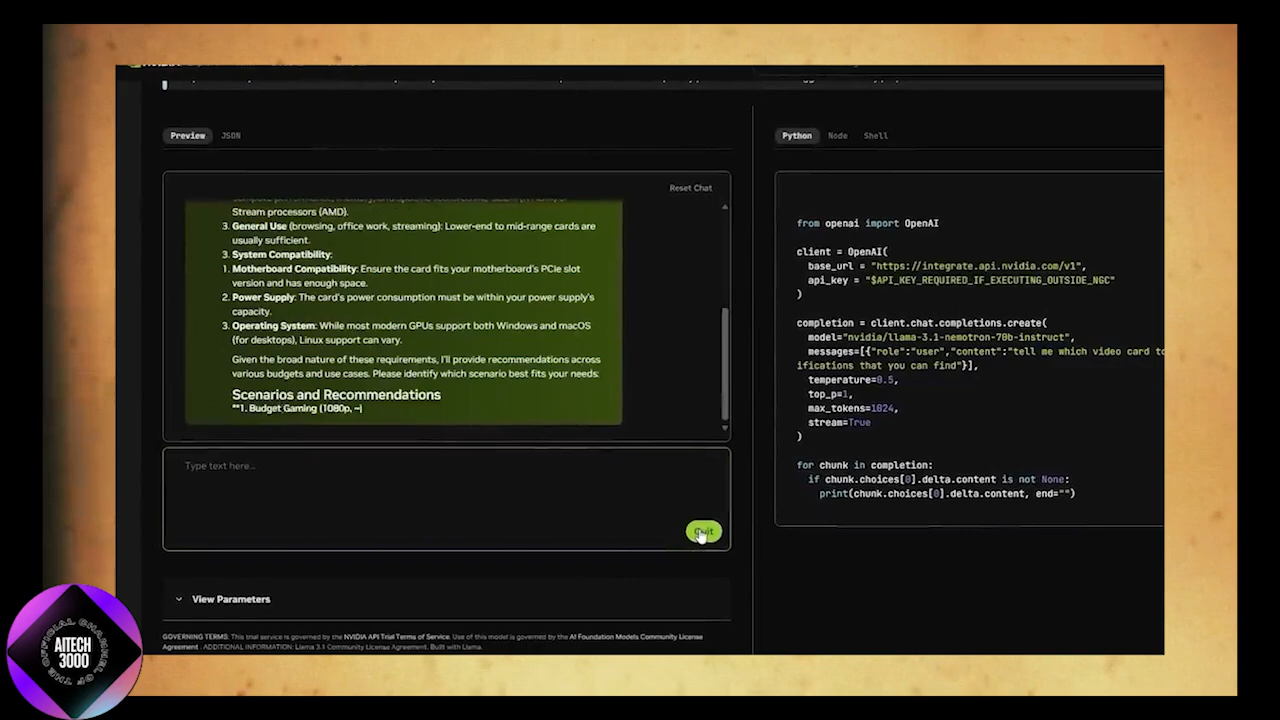 Preview JSON
Reset Chat
Stream processors (AMD).
3. General Use (browsing, office work, streaming): Lower-end to mid-range cards are
usually sufficient.
3. System Compatibility:
1. Motherboard Compatibility: Ensure the card fits your motherboard's PCIe slot
version and has enough space.
2. Power Supply: The card's power consumption must be within your power supply's
capacity.
3. Operating System: While most modern GPUs support both Windows and macOS
(for desktops), Linux support can vary.
Given the broad nature of these requirements, I'll provide recommendations across
various budgets and use cases. Please identify which scenario best fits your needs:
Scenarios and Recommendations
**1. Budget Gaming (1080p, ~|
Type text here...
Quit
View Parameters
GOVERNING TERMS: This trial service is governed by the NVIDIA API Trial Terms of Service. Use of this model is governed by the AI Foundation Models Community License
Agreement . ADDITIONAL INFORMATION: Llama 3.1 Community License Agreement. Built with Llama.
Python Node Shell
from openai import OpenAI
client = OpenAI(
base_url = "https://integrate.api.nvidia.com/v1",
api_key = "$API_KEY_REQUIRED_IF_EXECUTING_OUTSIDE_NGC"
)
completion = client.chat.completions.create(
model="nvidia/llama-3.1-nemotron-70b-instruct",
messages=[{"role":"user","content":"tell me which video card to
ifications that you can find"}],
temperature=0.5,
top_p=1,
max_tokens=1024,
stream=True
)
for chunk in completion:
if chunk.choices[0].delta.content is not None:
print(chunk.choices[0].delta.content, end="")
THE OFFICIAL CHANNEL OF
AITECH
3000